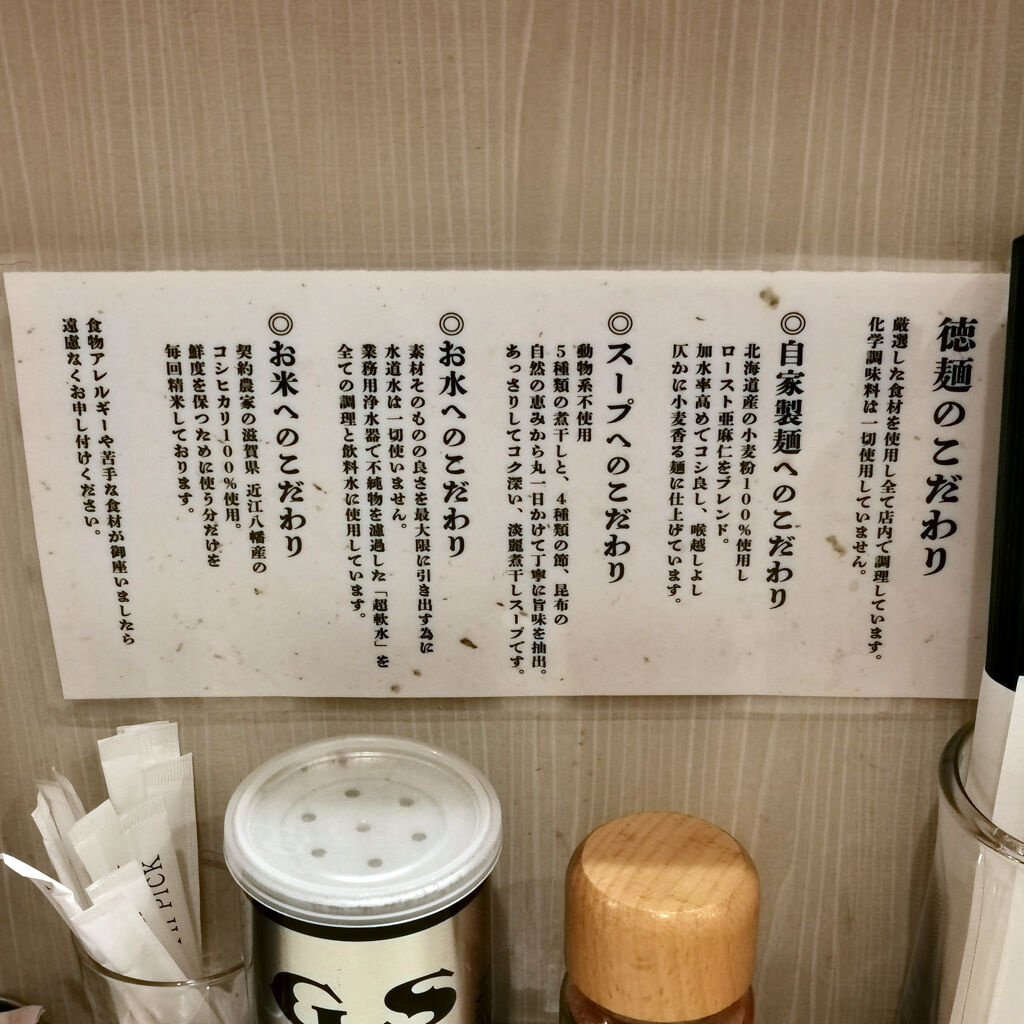 徳麺のこだわり
厳選した食材を使用し全て店内で調理しています。
化学調味料は一切使用していません。
◎自家製麺へのこだわり
北海道産の小麦粉100%使用し
ロースト亜麻仁をブレンド。
加水率高めてコシ良し、喉越しよし
仄かに小麦香る麺に仕上げています。
◎スープへのこだわり
動物系不使用
5種類の煮干しと、4種類の節、昆布の
自然の恵みから丸一日かけて丁寧に旨味を抽出。
あっさりしてコク深い、淡麗煮干しスープです。
◎お水へのこだわり
素材そのものの良さを最大限に引き出す為に
水道水は一切使いません。
業務用浄水器で不純物を濾過した「超軟水」を
全ての調理と飲料水に使用しています。
◎お米へのこだわり
契約農家の滋賀県 近江八幡産の
コシヒカリ100%使用。
鮮度を保つために使う分だけを
毎回精米しております。
食物アレルギーや苦手な食材が御座いましたら
遠慮なくお申し付けください。
PICK
GS